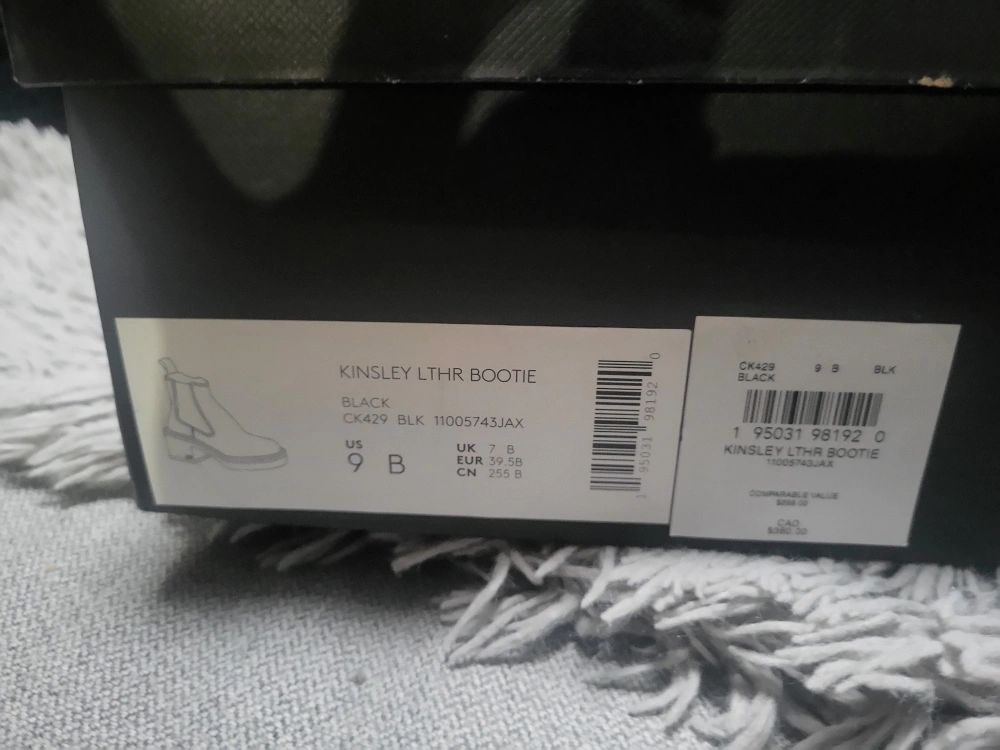 KINSLEY LTHR BOOTIE
BLACK
CK429 BLK 11005743JAX
US
9 B
UK 7 B
EUR 39.5B
CN 255 B
1 95031 98192 0
CK429 9 B BLK
BLACK
1 95031 98192 0
KINSLEY LTHR BOOTIE
11005743JAX
COMPARABLE VALUE
CAD